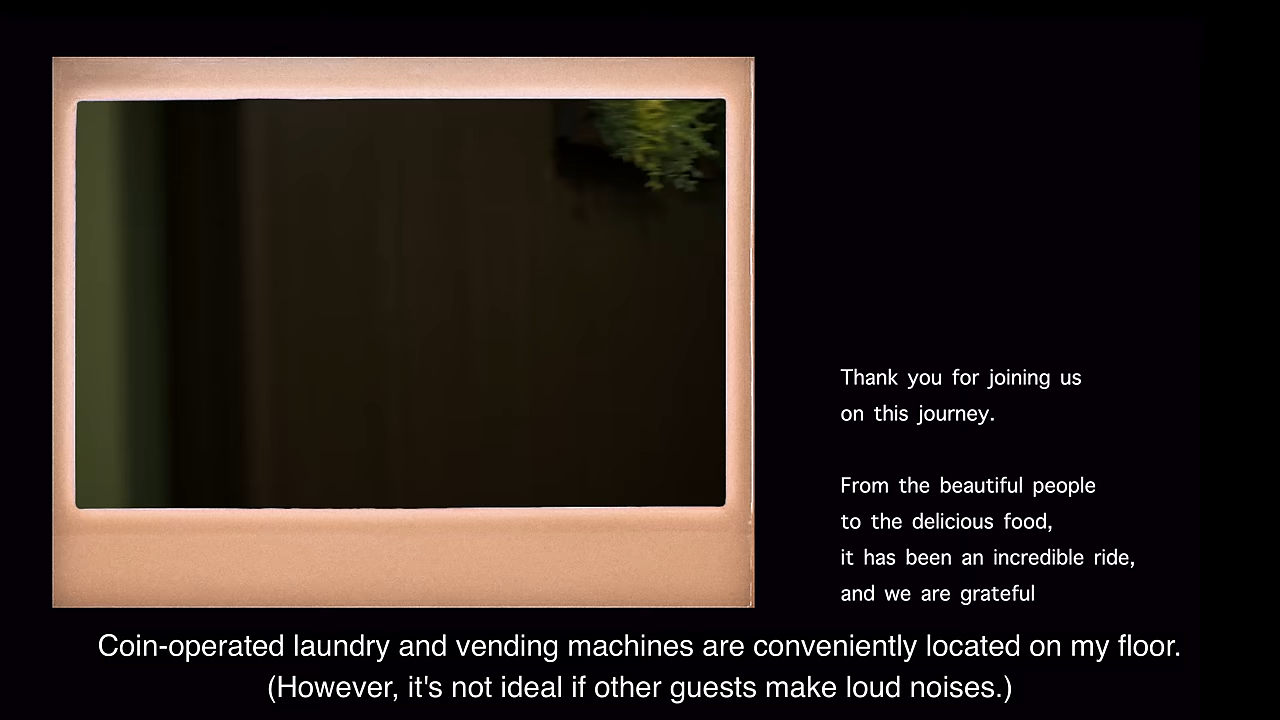 Thank you for joining us
on this journey.
From the beautiful people
to the delicious food,
it has been an incredible ride,
and we are grateful
Coin-operated laundry and vending machines are conveniently located on my floor.
(However, it's not ideal if other guests make loud noises.)